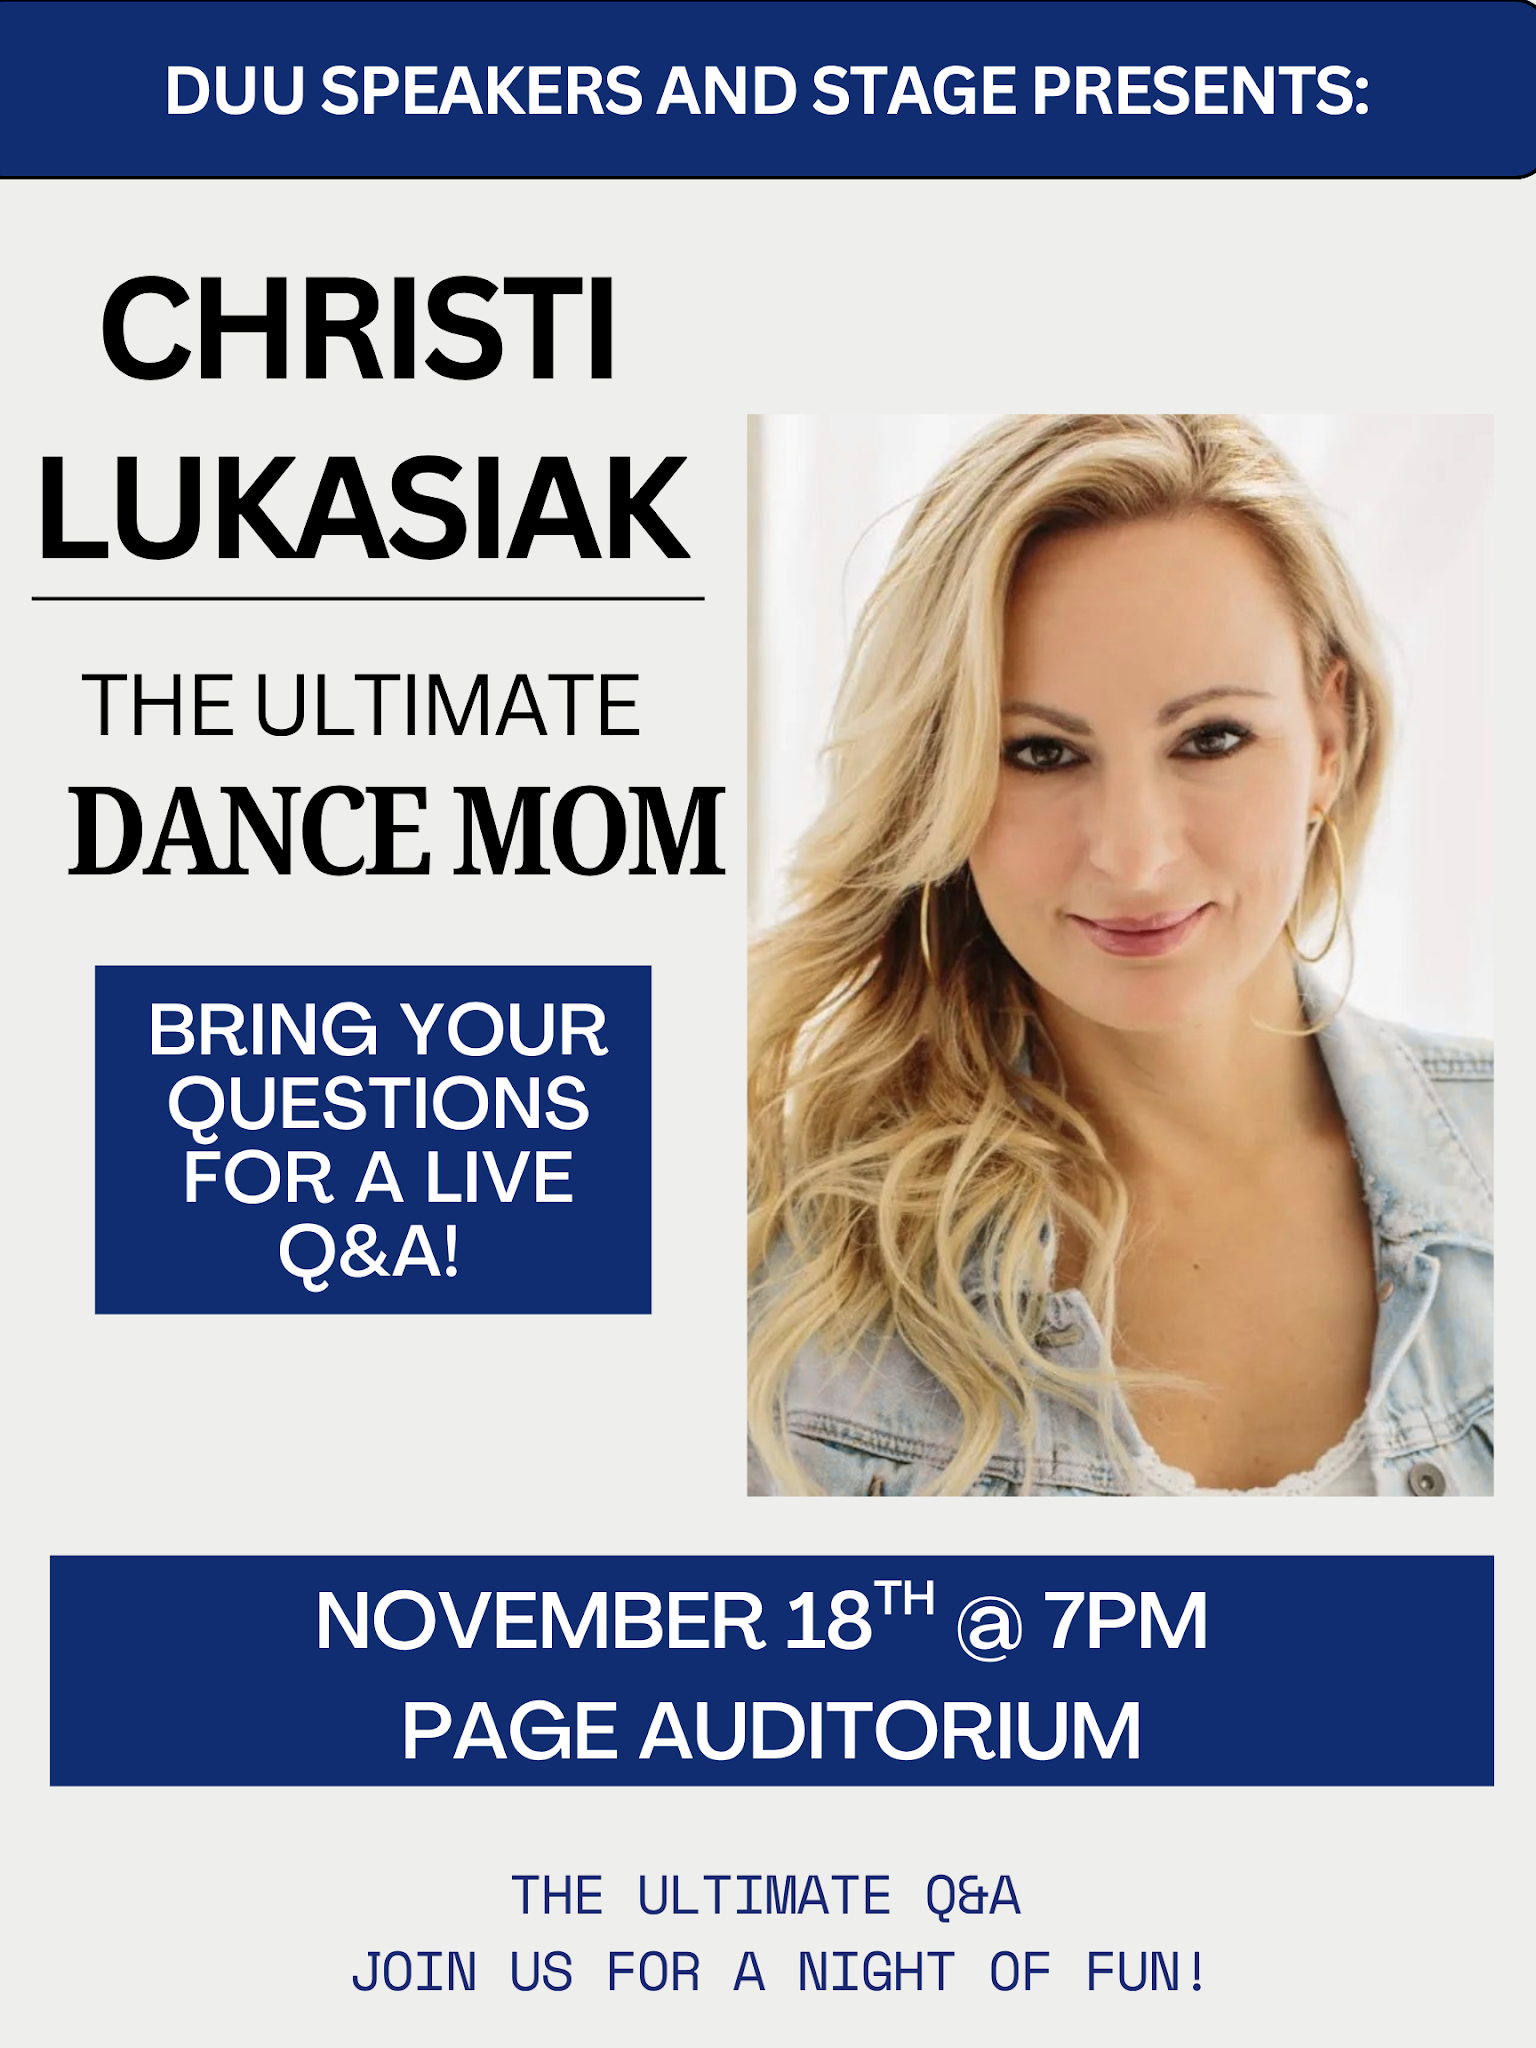 DUU SPEAKERS AND STAGE PRESENTS:
CHRISTI
LUKASIAK
THE ULTIMATE
DANCE MOM
BRING YOUR
QUESTIONS
FOR A LIVE
Q&A!
NOVEMBER 18TH @ 7PM
PAGE AUDITORIUM
THE ULTIMATE Q&A
JOIN US FOR A NIGHT OF FUN!